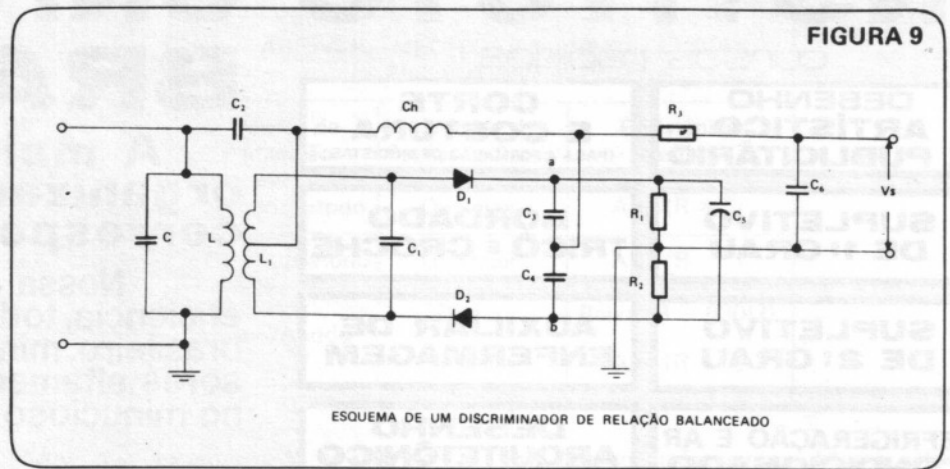 FIGURA 9
C2
Ch
R3
a
D1
C3
R1
C5
C6
Vs
C
L1
C1
C4
R2
D2
b
ESQUEMA DE UM DISCRIMINADOR DE RELAÇÃO BALANCEADO